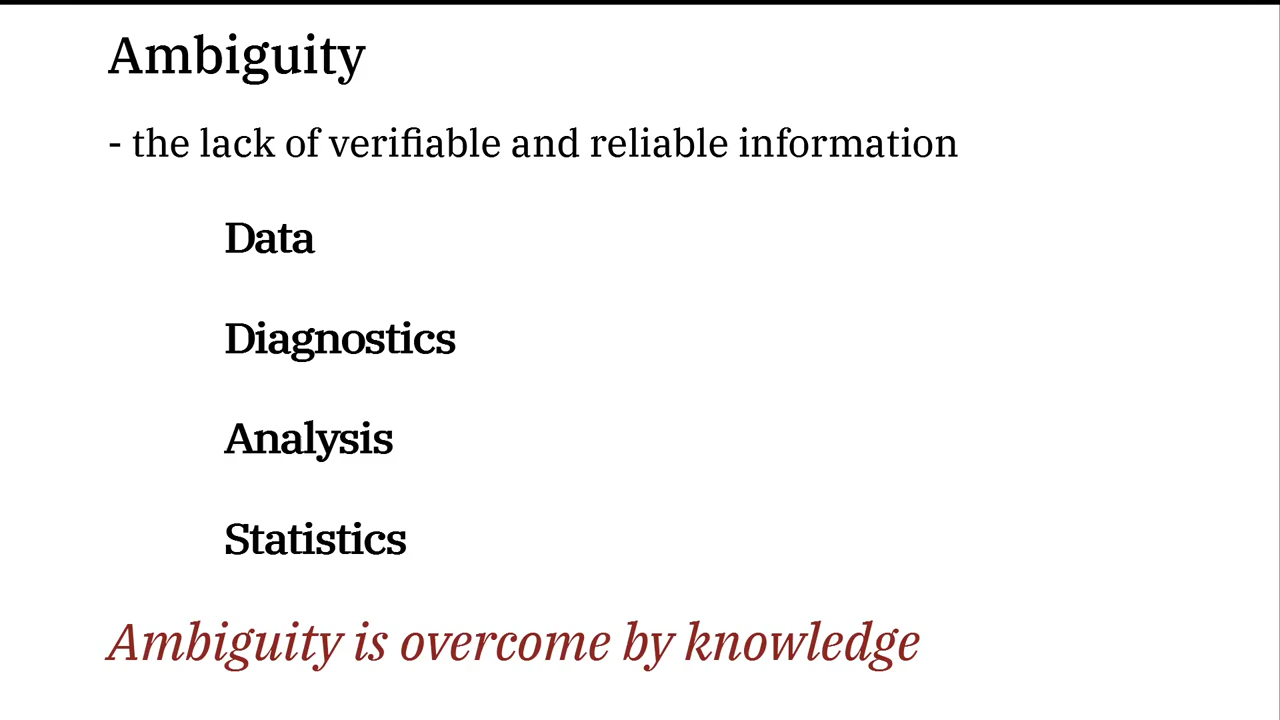 Ambiguity
- the lack of verifiable and reliable information
Data
Diagnostics
Analysis
Statistics
Ambiguity is overcome by knowledge